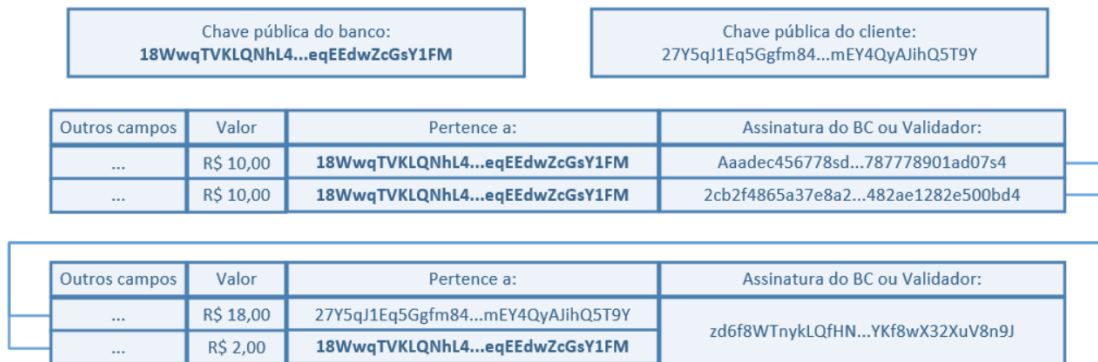 Chave pública do banco:
18WwqTVKLQNhL4...eqEEdwZcGsY1FM
Chave pública do cliente:
27Y5qJ1Eq5Ggfm84...mEY4QyAJihQ5T9Y
Outros campos Valor Pertence a: Assinatura do BC ou Validador:
... R$ 10,00 18WwqTVKLQNhL4...eqEEdwZcGsY1FM Aaadec456778sd...787778901ad07s4
... R$ 10,00 18WwqTVKLQNhL4...eqEEdwZcGsY1FM 2cb2f4865a37e8a2...482ae1282e500bd4
Outros campos Valor Pertence a: Assinatura do BC ou Validador:
... R$ 18,00 27Y5qJ1Eq5Ggfm84...mEY4QyAJihQ5T9Y zd6f8WTnykLQfHN...YKf8wX32XuV8n9J
... R$ 2,00 18WwqTVKLQNhL4...eqEEdwZcGsY1FM